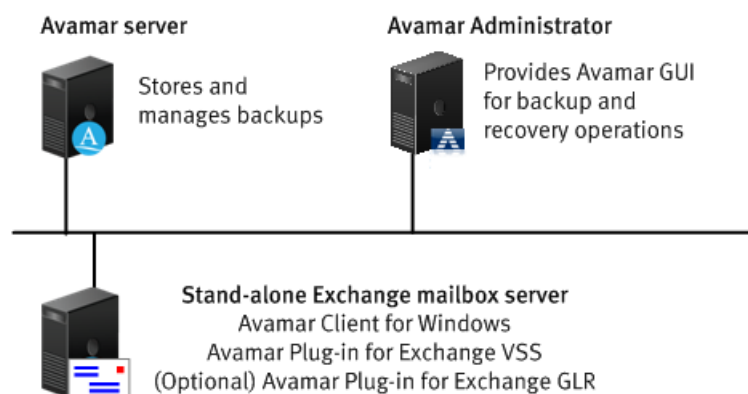 Avamar server
Stores and
manages backups
A
Avamar Administrator
Provides Avamar GUI
for backup and
recovery operations
Stand-alone Exchange mailbox server
Avamar Client for Windows
Avamar Plug-in for Exchange VSS
(Optional) Avamar Plug-in for Exchange GLR